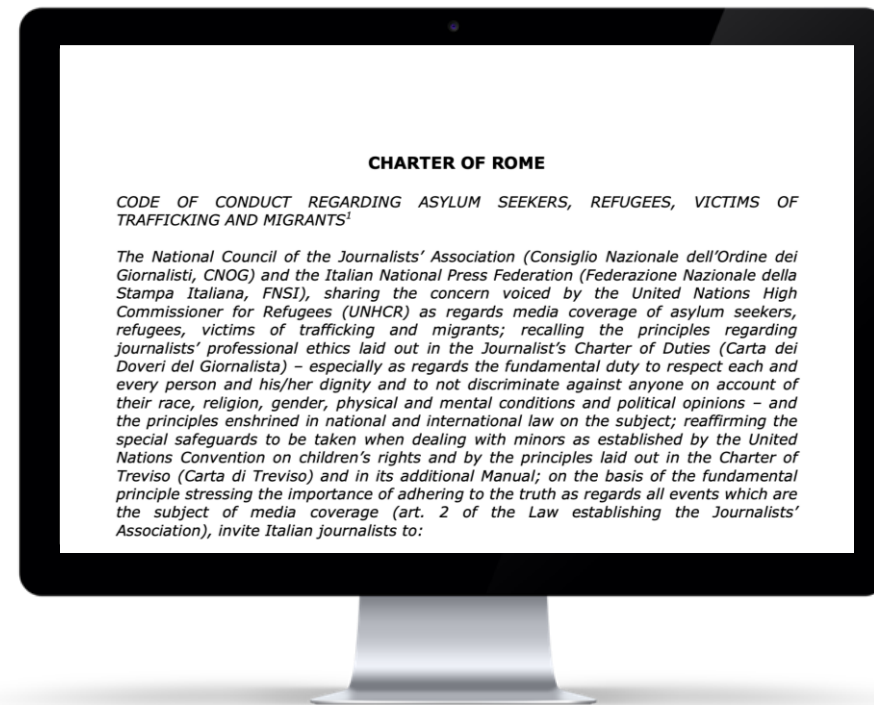 CHARTER OF ROME
CODE OF CONDUCT REGARDING ASYLUM SEEKERS, REFUGEES, VICTIMS OF
TRAFFICKING AND MIGRANTS¹
The National Council of the Journalists’ Association (Consiglio Nazionale dell’Ordine dei
Giornalisti, CNOG) and the Italian National Press Federation (Federazione Nazionale della
Stampa Italiana, FNSI), sharing the concern voiced by the United Nations High
Commissioner for Refugees (UNHCR) as regards media coverage of asylum seekers,
refugees, victims of trafficking and migrants; recalling the principles regarding
journalists’ professional ethics laid out in the Journalist’s Charter of Duties (Carta dei
Doveri del Giornalista) – especially as regards the fundamental duty to respect each and
every person and his/her dignity and to not discriminate against anyone on account of
their race, religion, gender, physical and mental conditions and political opinions – and
the principles enshrined in national and international law on the subject; reaffirming the
special safeguards to be taken when dealing with minors as established by the United
Nations Convention on children’s rights and by the principles laid out in the Charter of
Treviso (Carta di Treviso) and in its additional Manual; on the basis of the fundamental
principle stressing the importance of adhering to the truth as regards all events which are
the subject of media coverage (art. 2 of the Law establishing the Journalists’
Association), invite Italian journalists to: